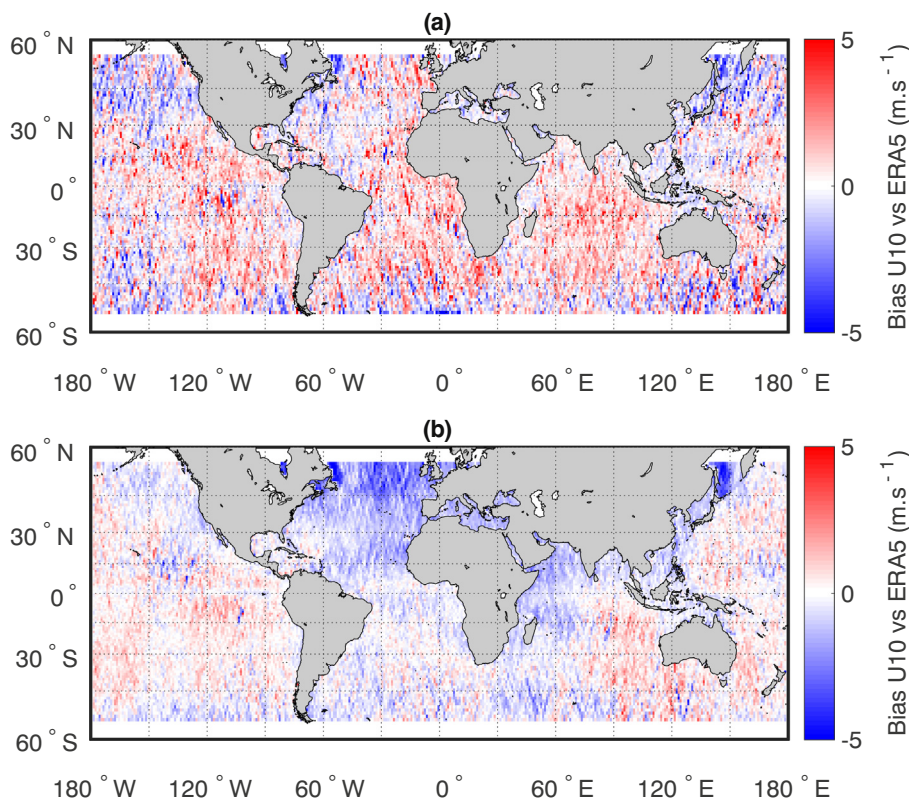 (a)
60 ° N
30 ° N
0 °
30 ° S
60 ° S
180 ° W 120 ° W 60 ° W 0 ° 60 ° E 120 ° E 180 ° E
5
0
-5
Bias U10 vs ERA5 (m.s -1)
(b)
60 ° N
30 ° N
0 °
30 ° S
60 ° S
180 ° W 120 ° W 60 ° W 0 ° 60 ° E 120 ° E 180 ° E
5
0
-5
Bias U10 vs ERA5 (m.s -1)